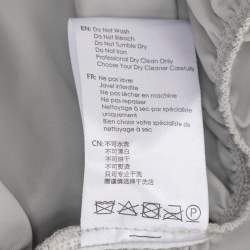 EN: Do Not Wash
Do Not Bleach
Do Not Tumble Dry
Do Not Iron
Professional Dry Clean Only
Choose Your Dry Cleaner Carefully
FR: Ne pas laver
Javel interdite
Ne pas sécher en machine
Ne pas repasser
Nettoyage à sec par spécialiste
uniquement
Bien choisir votre spécialiste de
nettoyage à sec
CN: 不可水洗
不可漂白
不可烘干
不可熨烫
只可专业干洗
谨慎选择干洗店
P